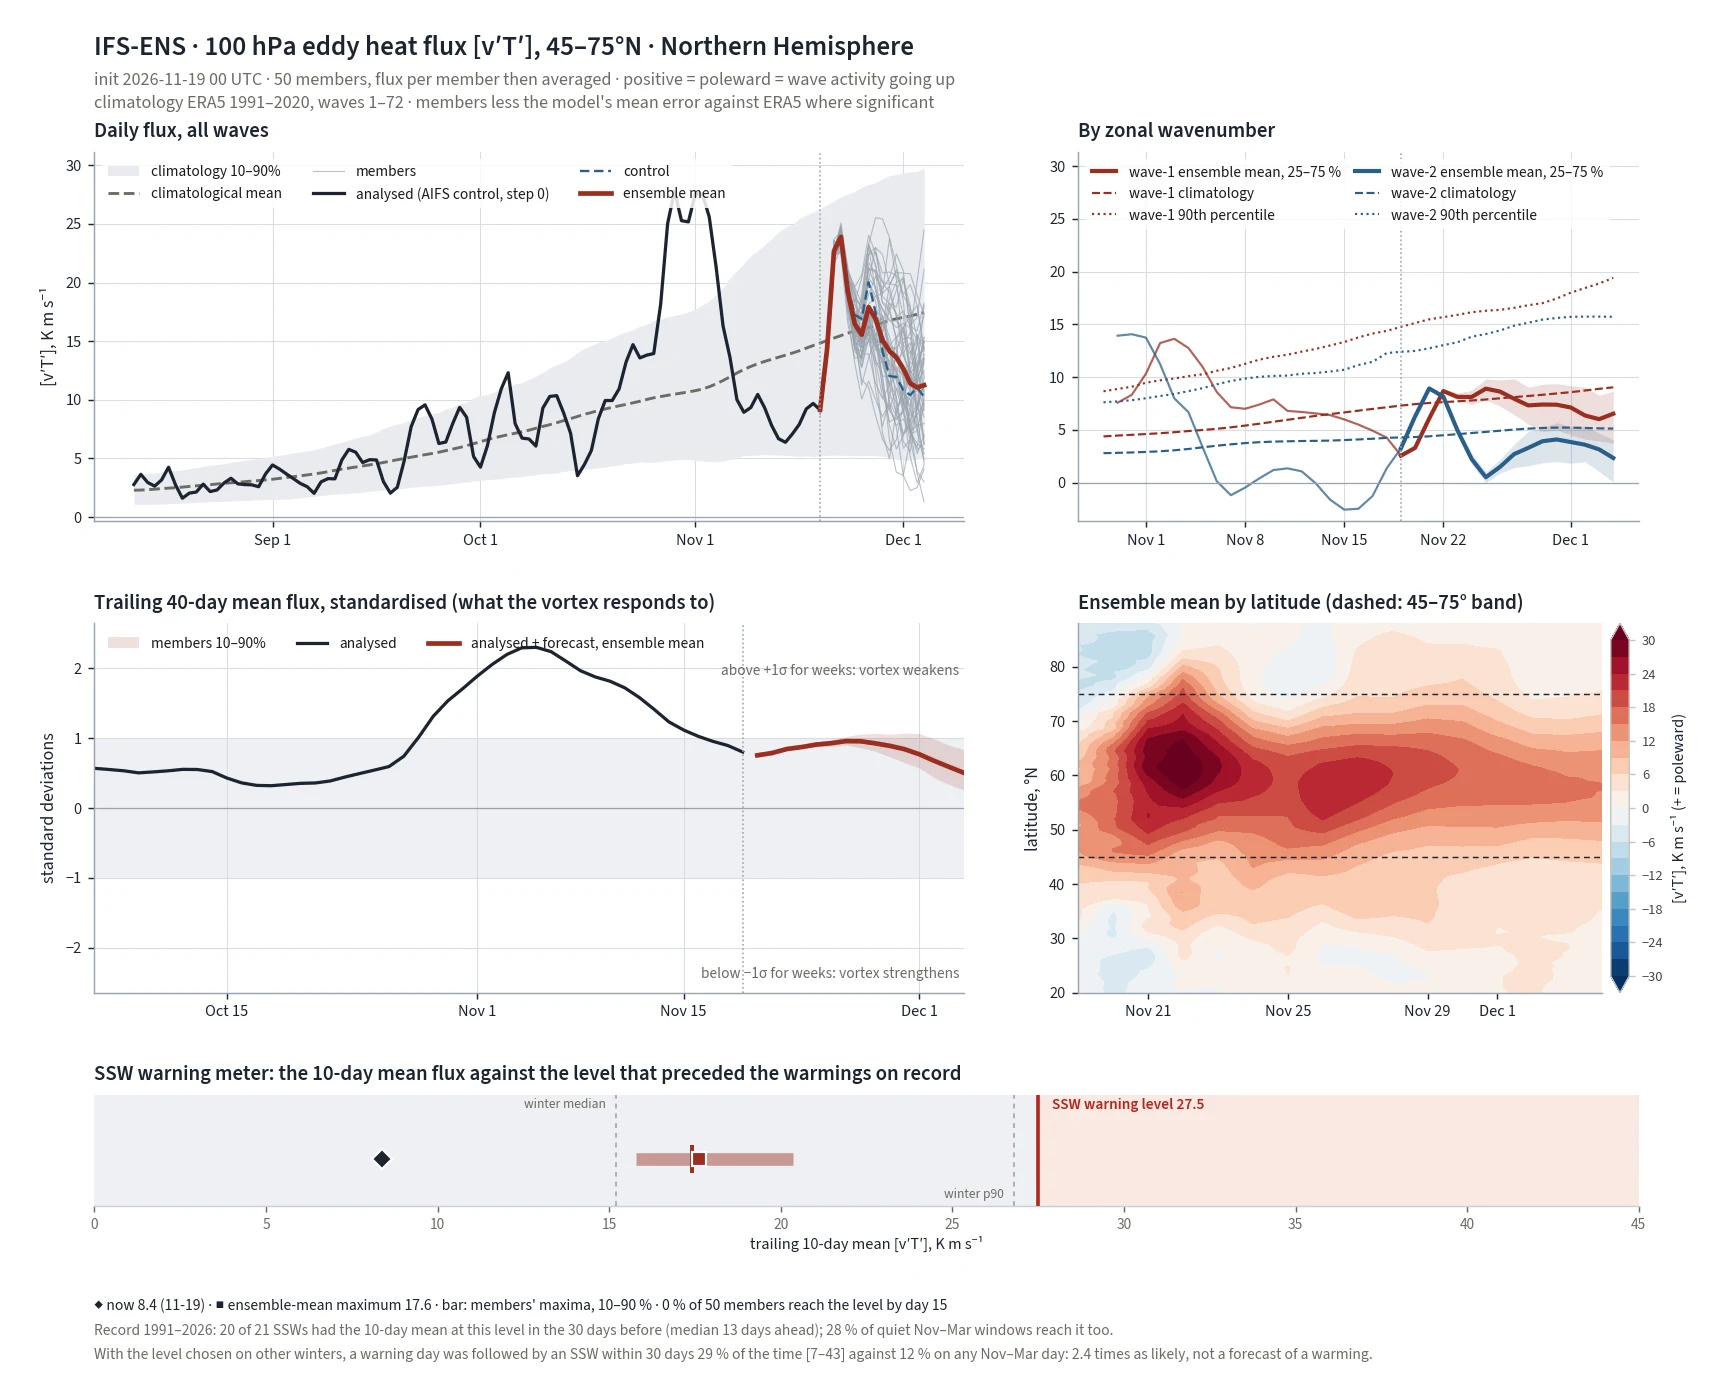 IFS-ENS · 100 hPa eddy heat flux [v′T′], 45–75°N · Northern Hemisphere
init 2026-11-19 00 UTC · 50 members, flux per member then averaged · positive = poleward = wave activity going up
climatology ERA5 1991–2020, waves 1–72 · members less the model's mean error against ERA5 where significant
Daily flux, all waves
climatology 10–90%
members
control
climatological mean
analysed (AIFS control, step 0)
ensemble mean
[v′T′], K m s⁻¹
30
25
20
15
10
5
0
Sep 1
Oct 1
Nov 1
Dec 1
By zonal wavenumber
wave-1 ensemble mean, 25–75 %
wave-2 ensemble mean, 25–75 %
wave-1 climatology
wave-2 climatology
wave-1 90th percentile
wave-2 90th percentile
30
25
20
15
10
5
0
Nov 1
Nov 8
Nov 15
Nov 22
Dec 1
Trailing 40-day mean flux, standardised (what the vortex responds to)
members 10–90%
analysed
analysed + forecast, ensemble mean
above +1σ for weeks: vortex weakens
below −1σ for weeks: vortex strengthens
standard deviations
2
1
0
−1
−2
Oct 15
Nov 1
Nov 15
Dec 1
Ensemble mean by latitude (dashed: 45–75° band)
latitude, °N
80
70
60
50
40
30
20
Nov 21
Nov 25
Nov 29
Dec 1
30
24
18
12
6
0
−6
−12
−18
−24
−30
[v′T′], K m s⁻¹ (+ = poleward)
SSW warning meter: the 10-day mean flux against the level that preceded the warmings on record
winter median
SSW warning level 27.5
winter p90
0
5
10
15
20
25
30
35
40
45
trailing 10-day mean [v′T′], K m s⁻¹
◆ now 8.4 (11-19) · ■ ensemble-mean maximum 17.6 · bar: members' maxima, 10–90 % · 0 % of 50 members reach the level by day 15
Record 1991–2026: 20 of 21 SSWs had the 10-day mean at this level in the 30 days before (median 13 days ahead); 28 % of quiet Nov–Mar windows reach it too.
With the level chosen on other winters, a warning day was followed by an SSW within 30 days 29 % of the time [7–43] against 12 % on any Nov–Mar day: 2.4 times as likely, not a forecast of a warming.